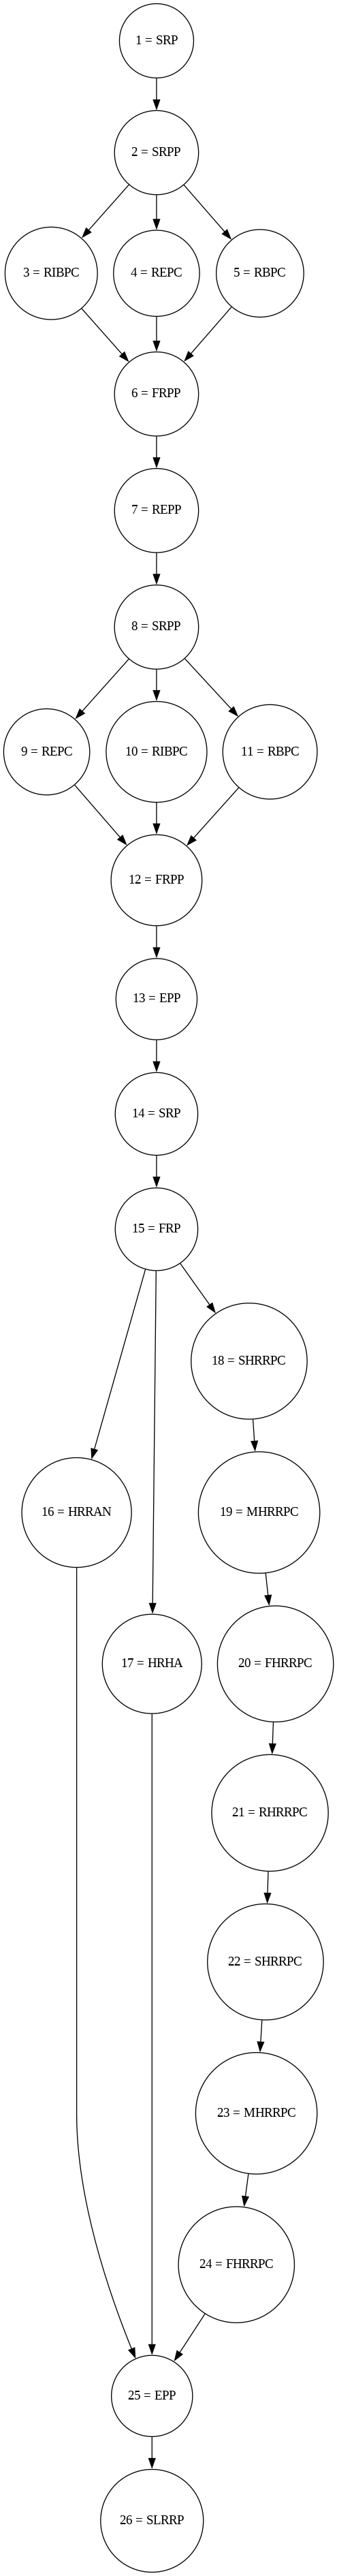 1 = SRP
2 = SRPP
3 = RIBPC
4 = REPC
5 = RBPC
6 = FRPP
7 = REPP
8 = SRPP
9 = REPC
10 = RIBPC
11 = RBPC
12 = FRPP
13 = EPP
14 = SRP
15 = FRP
18 = SHRRPC
16 = HRRAN
19 = MHRRPC
17 = HRHA
20 = FHRRPC
21 = RHRRPC
22 = SHRRPC
23 = MHRRPC
24 = FHRRPC
25 = EPP
26 = SLRRP